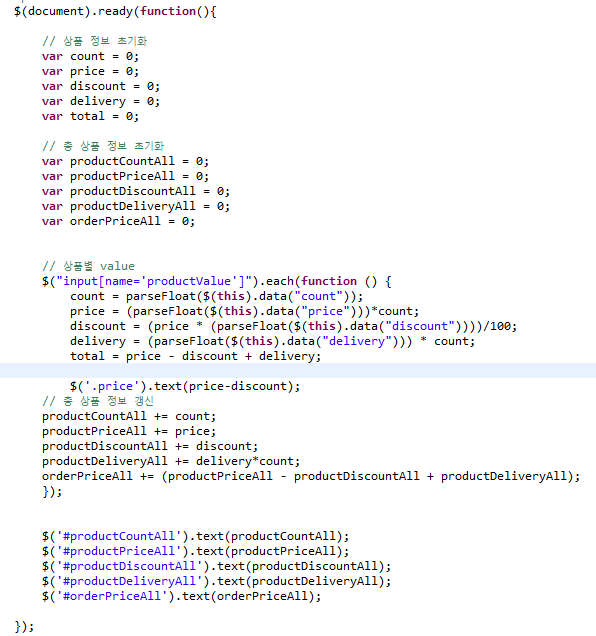 $(document).ready(function(){
// 상품 정보 초기화
var count = 0;
var price = 0;
var discount = 0;
var delivery = 0;
var total = 0;
// 총 상품 정보 초기화
var productCountAll = 0;
var productPriceAll = 0;
var productDiscountAll = 0;
var productDeliveryAll = 0;
var orderPriceAll = 0;
// 상품별 value
$("input[name='productValue']").each(function () {
count = parseFloat($(this).data("count"));
price = (parseFloat($(this).data("price")))*count;
discount = (price * (parseFloat($(this).data("discount"))))/100;
delivery = (parseFloat($(this).data("delivery"))) * count;
total = price - discount + delivery;
$('.price').text(price-discount);
// 총 상품 정보 갱신
productCountAll += count;
productPriceAll += price;
productDiscountAll += discount;
productDeliveryAll += delivery*count;
orderPriceAll += (productPriceAll - productDiscountAll + productDeliveryAll);
});
$('#productCountAll').text(productCountAll);
$('#productPriceAll').text(productPriceAll);
$('#productDiscountAll').text(productDiscountAll);
$('#productDeliveryAll').text(productDeliveryAll);
$('#orderPriceAll').text(orderPriceAll);
});